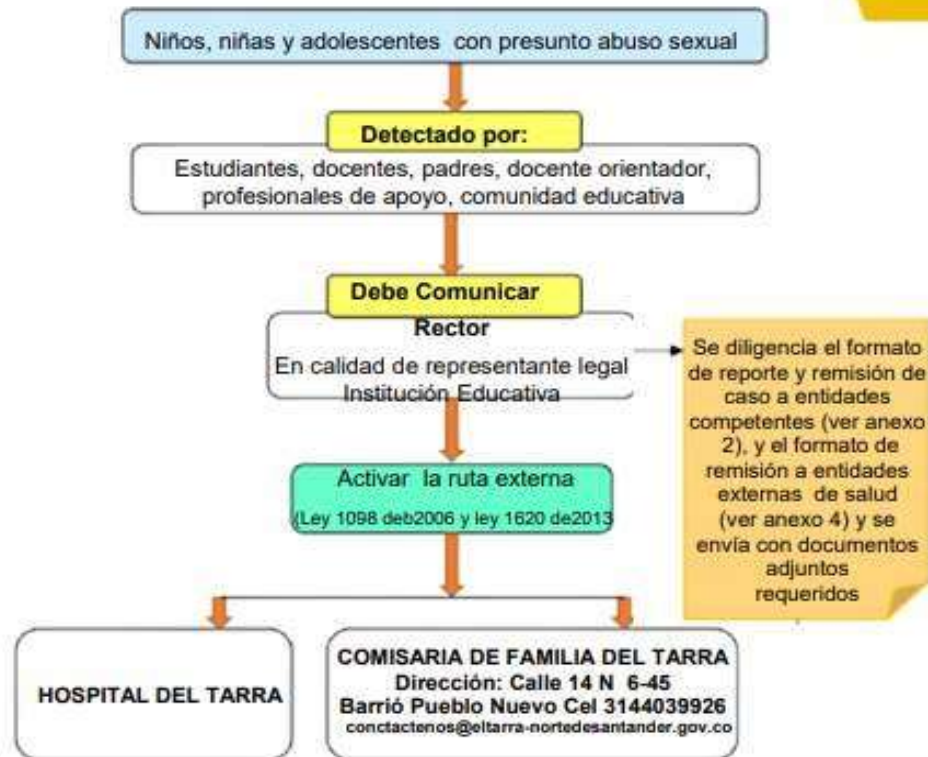 Niños, niñas y adolescentes con presunto abuso sexual
Detectado por:
Estudiantes, docentes, padres, docente orientador,
profesionales de apoyo, comunidad educativa
Debe Comunicar
Rector
En calidad de representante legal
Institución Educativa
Se diligencia el formato
de reporte y remisión de
caso a entidades
competentes (ver anexo
2), y el formato de
remisión a entidades
externas de salud
(ver anexo 4) y se
envía con documentos
adjuntos
requeridos
Activar la ruta externa
(Ley 1098 deb2006 y ley 1620 de2013
HOSPITAL DEL TARRA
COMISARIA DE FAMILIA DEL TARRA
Dirección: Calle 14 N 6-45
Barrió Pueblo Nuevo Cel 3144039926
conctactenos@eltarra-nortedesantander.gov.co